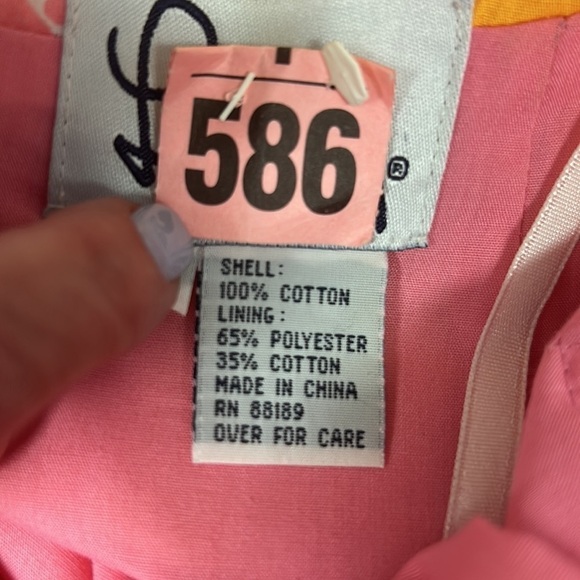 586
®
SHELL:
100% COTTON
LINING:
65% POLYESTER
35% COTTON
MADE IN CHINA
RN 88189
OVER FOR CARE